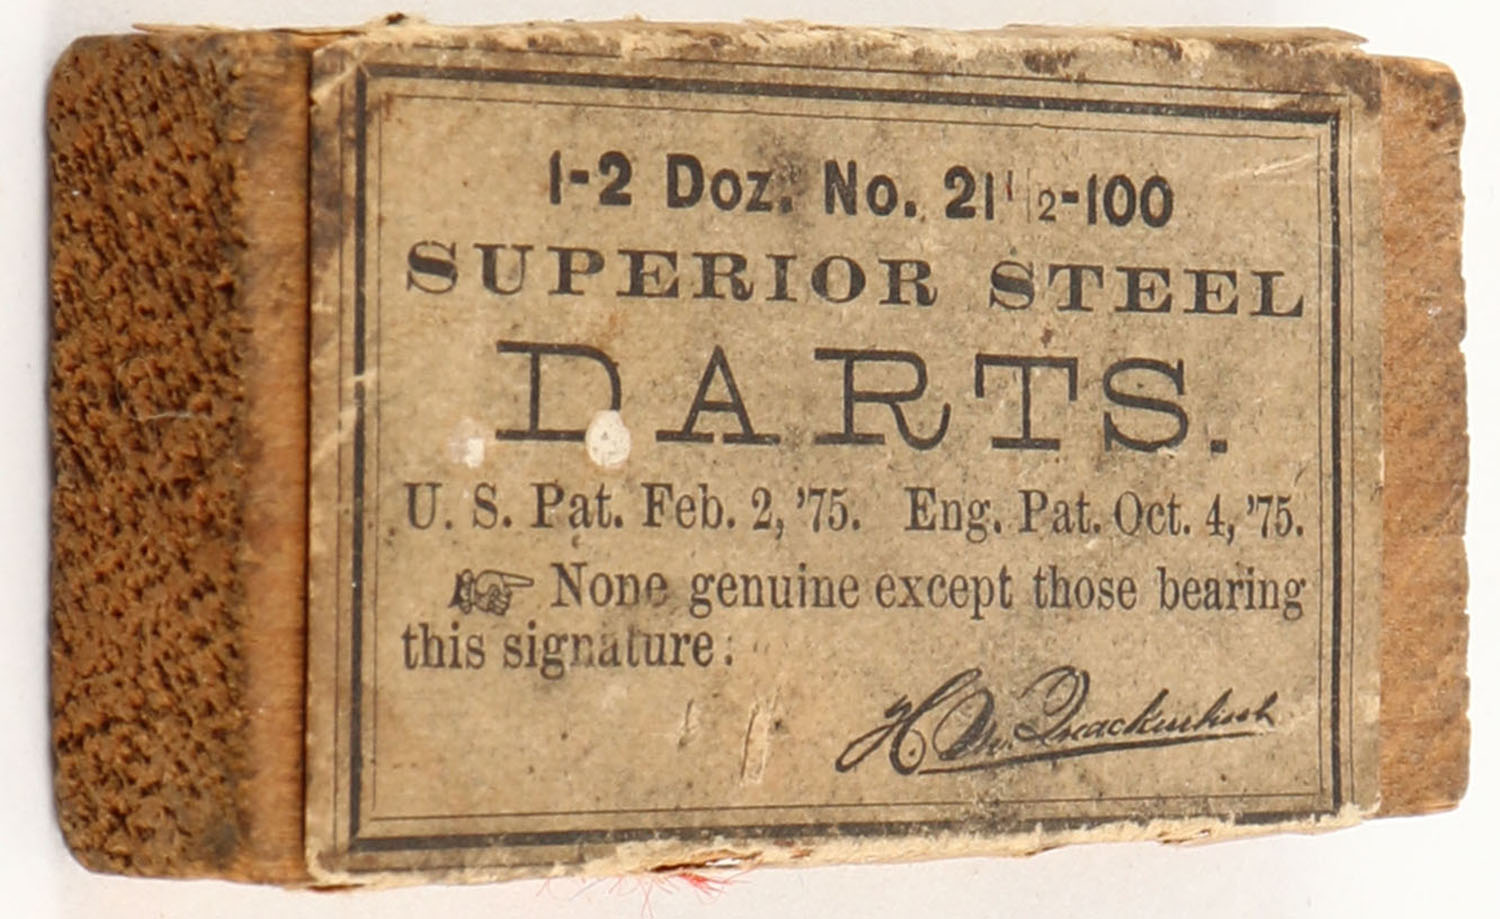 1-2 Doz. No. 21 1/2-100
SUPERIOR STEEL
DARTS.
U. S. Pat. Feb. 2, '75. Eng. Pat. Oct. 4, '75.
☞ None genuine except those bearing
this signature:
H. M. Quackenbush